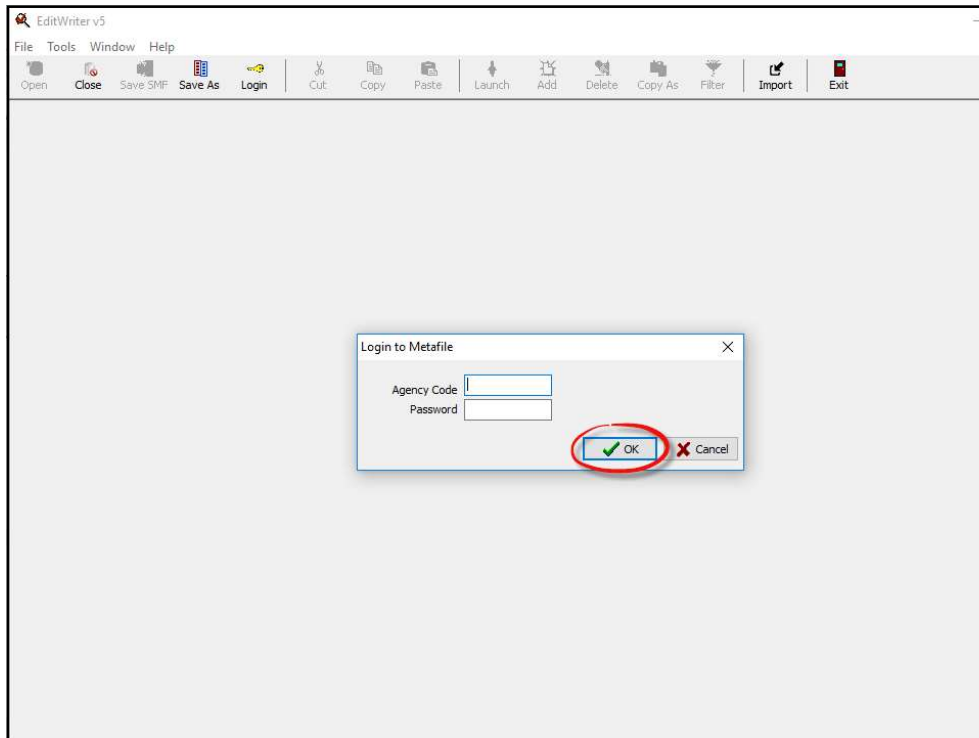 EditWriter v5
File Tools Window Help
Open Close Save SMF Save As Login Cut Copy Paste Launch Add Delete Copy As Filter Import Exit
Login to Metafile
Agency Code
Password
OK Cancel